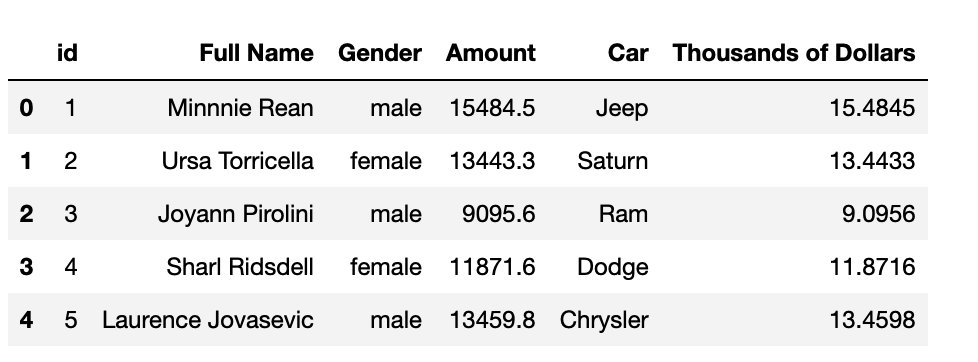 id Full Name Gender Amount Car Thousands of Dollars
0 1 Minnnie Rean male 15484.5 Jeep 15.4845
1 2 Ursa Torricella female 13443.3 Saturn 13.4433
2 3 Joyann Pirolini male 9095.6 Ram 9.0956
3 4 Sharl Ridsdell female 11871.6 Dodge 11.8716
4 5 Laurence Jovasevic male 13459.8 Chrysler 13.4598